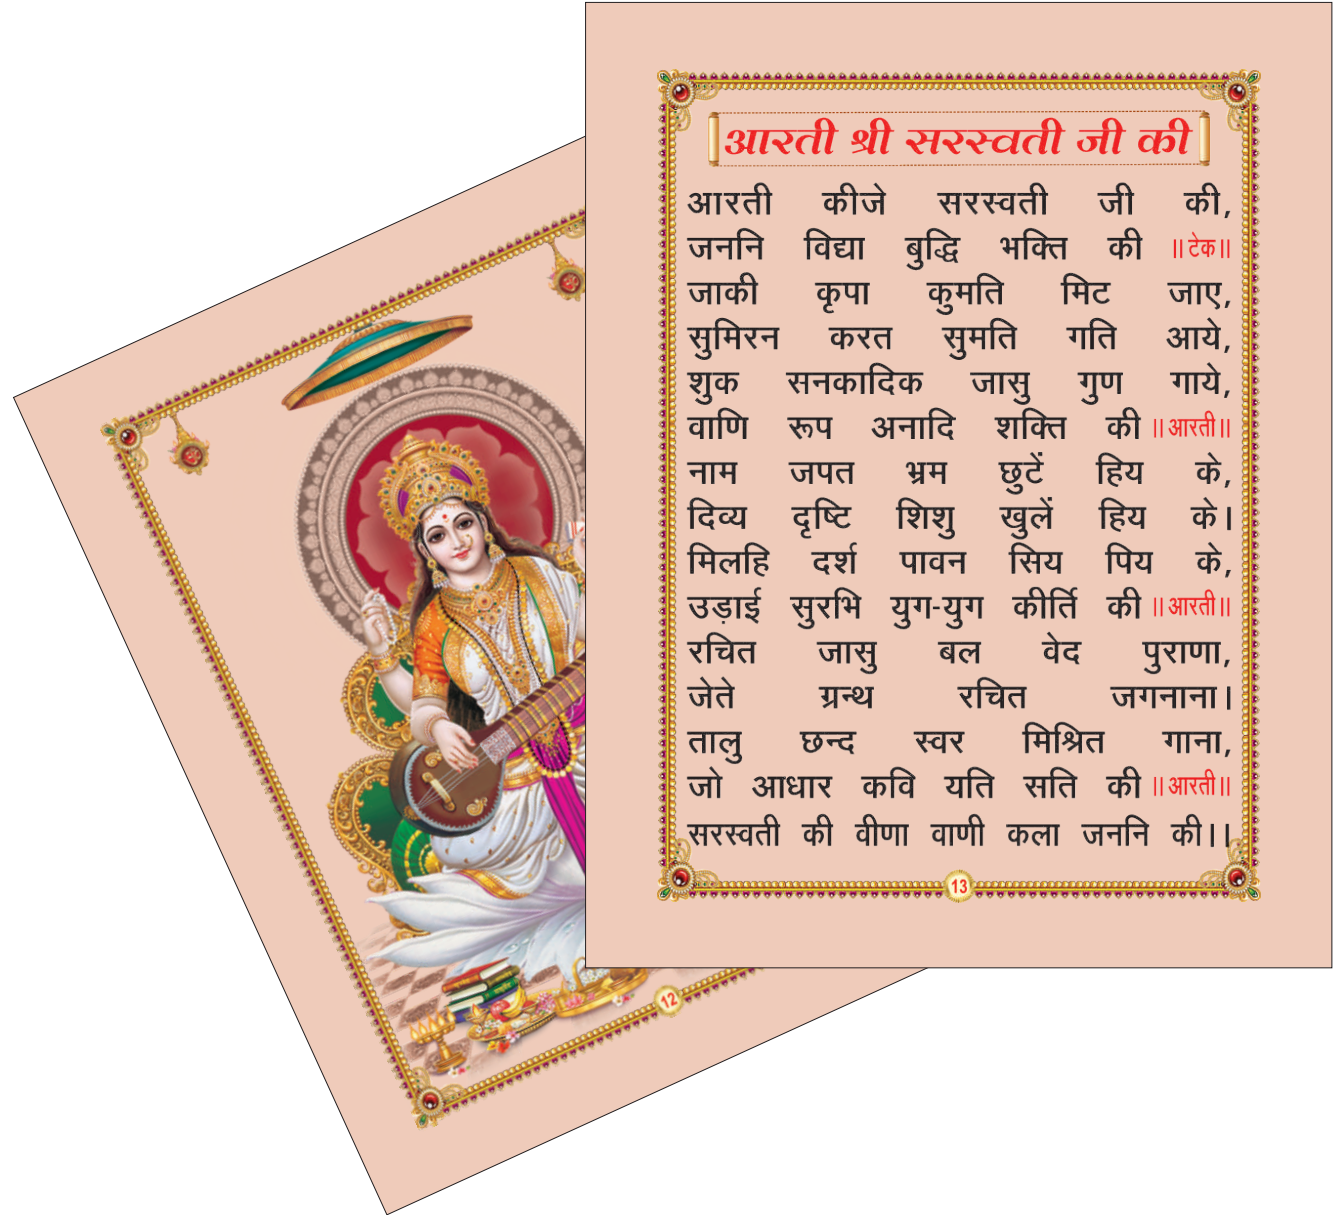 आरती श्री सरस्वती जी की
आरती कीजे सरस्वती जी की,
जननि विद्या बुद्धि भक्ति की ॥टेक॥
जाकी कृपा कुमति मिट जाए,
सुमिरन करत सुमति गति आये,
शुक सनकादिक जासु गुण गाये,
वाणि रूप अनादि शक्ति की ॥आरती॥
नाम जपत भ्रम छुटें हिय के,
दिव्य दृष्टि शिशु खुलें हिय के।
मिलहि दर्श पावन सिय पिय के,
उड़ाई सुरभि युग-युग कीर्ति की ॥आरती॥
रचित जासु बल वेद पुराणा,
जेते ग्रन्थ रचित जगनाना।
तालु छन्द स्वर मिश्रित गाना,
जो आधार कवि यति सति की ॥आरती॥
सरस्वती की वीणा वाणी कला जननि की।।
13
12